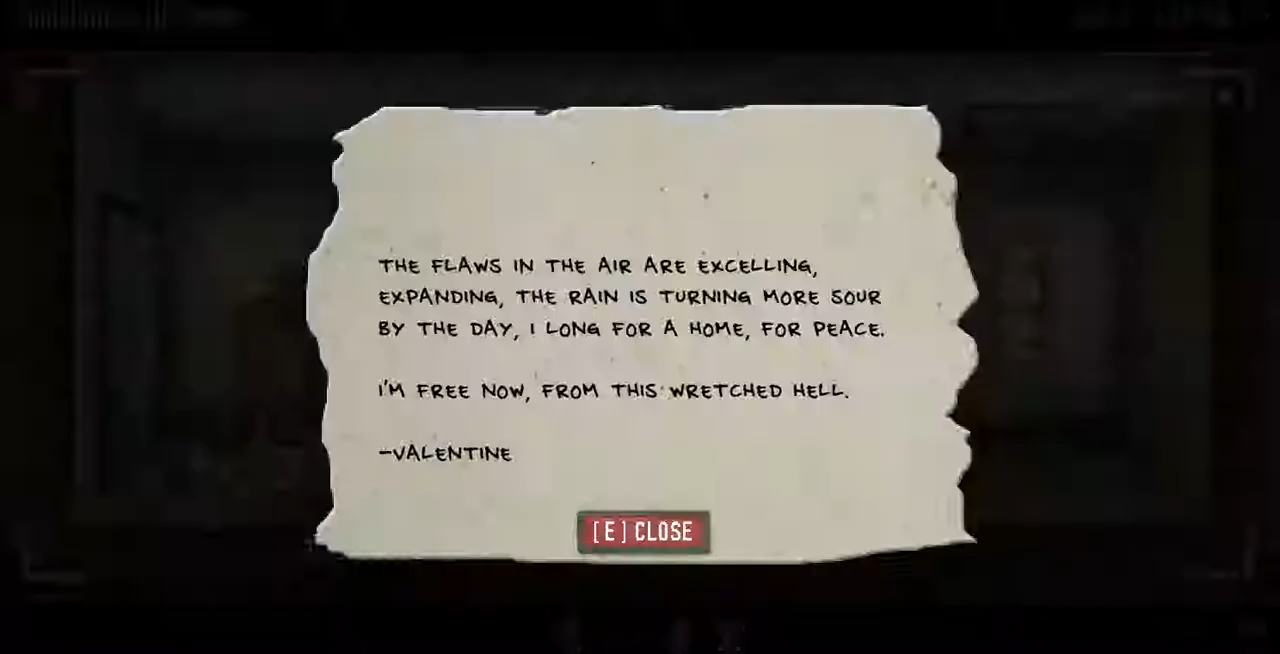 THE FLAWS IN THE AIR ARE EXCELLING,
EXPANDING, THE RAIN IS TURNING MORE SOUR
BY THE DAY, I LONG FOR A HOME, FOR PEACE.
I'M FREE NOW, FROM THIS WRETCHED HELL.
-VALENTINE
[E] CLOSE